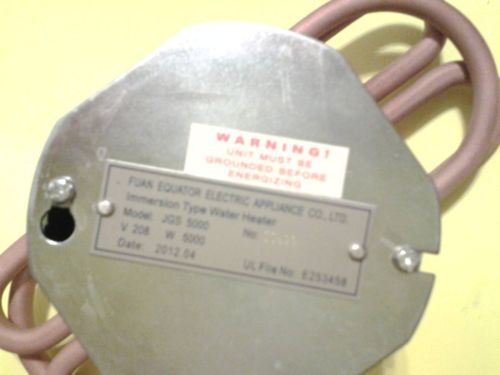 WARNING!
UNIT MUST BE
GROUNDED BEFORE
ENERGIZING
FUAN EQUATOR ELECTRIC APPLIANCE CO., LTD.
Immersion Type Water Heater
Model: JGS 5000 No:
V 208 W 5000
Date: 2012.04 UL File No: E253458